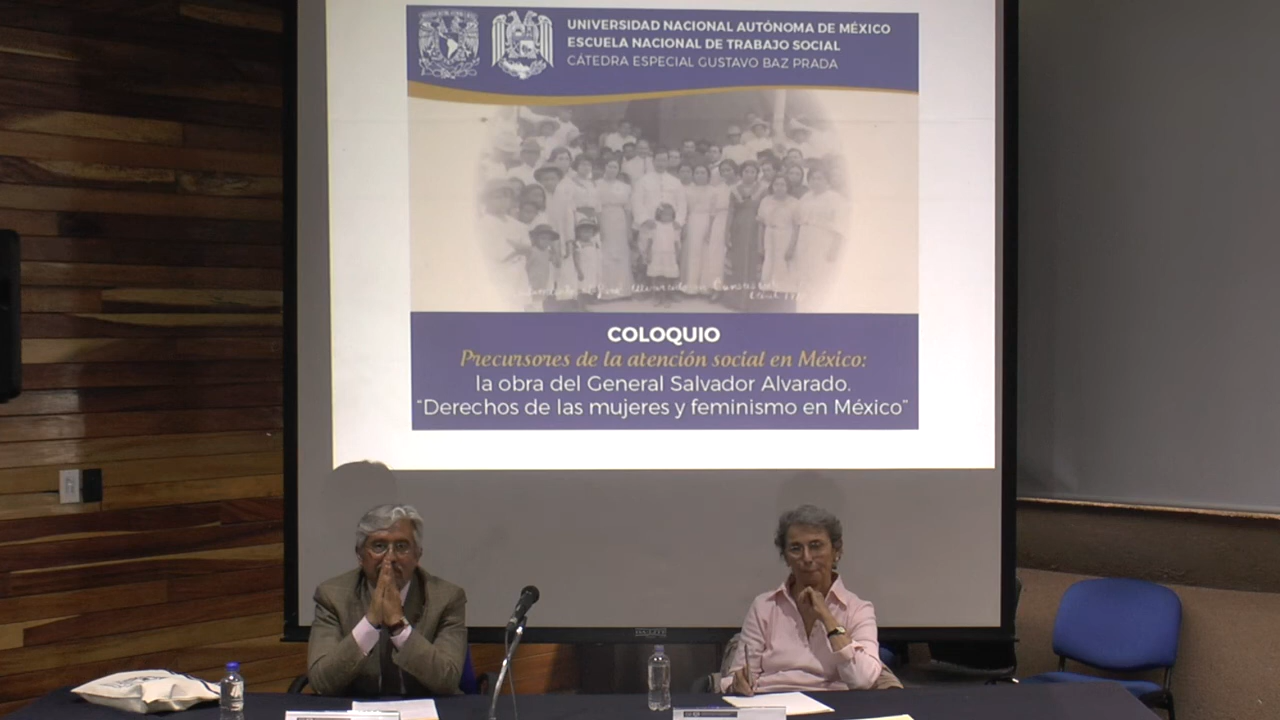 UNIVERSIDAD NACIONAL AUTÓNOMA DE MÉXICO
ESCUELA NACIONAL DE TRABAJO SOCIAL
CÁTEDRA ESPECIAL GUSTAVO BAZ PRADA
COLOQUIO
Precursores de la atención social en México:
la obra del General Salvador Alvarado.
“Derechos de las mujeres y feminismo en México”